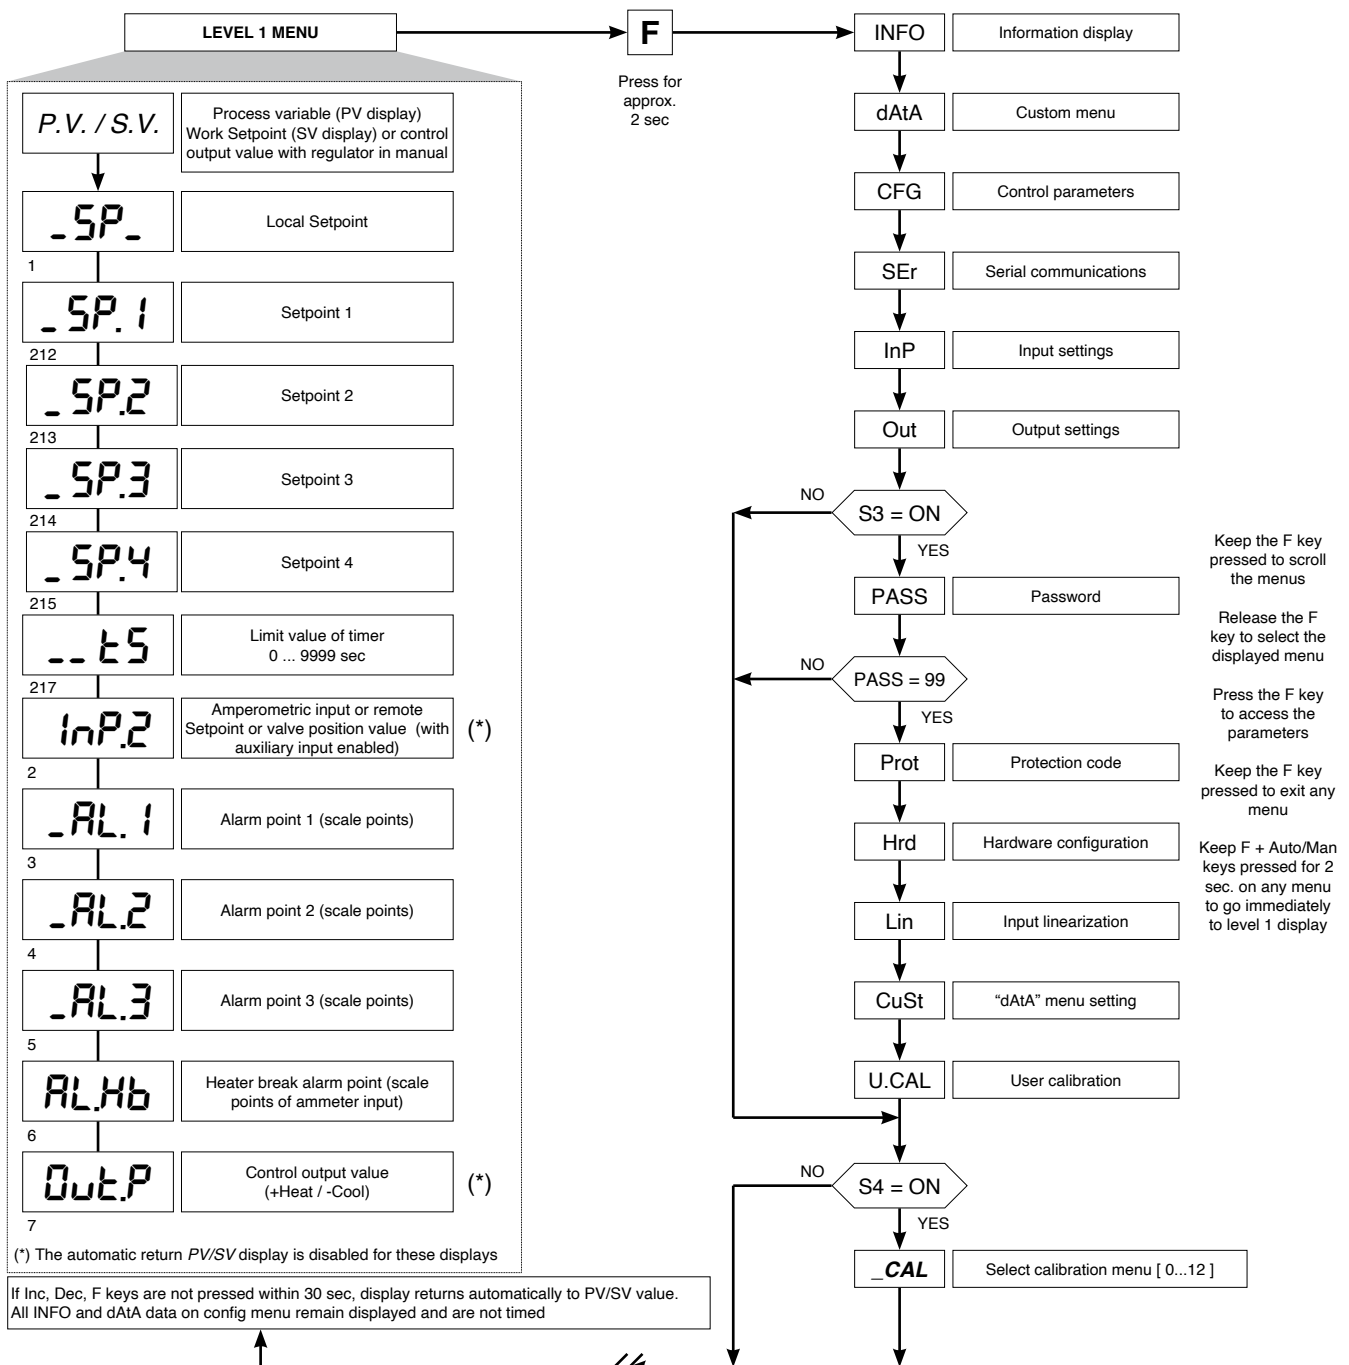 LEVEL 1 MENU
F
Press for
approx.
2 sec
P.V. / S.V.
Process variable (PV display)
Work Setpoint (SV display) or control
output value with regulator in manual
_SP_
Local Setpoint
1
_SP.1
Setpoint 1
212
_SP.2
Setpoint 2
213
_SP.3
Setpoint 3
214
_SP.4
Setpoint 4
215
__tS
Limit value of timer
0 ... 9999 sec
217
InP.2
Amperometric input or remote
Setpoint or valve position value (with
auxiliary input enabled)
(*)
2
_AL.1
Alarm point 1 (scale points)
3
_AL.2
Alarm point 2 (scale points)
4
_AL.3
Alarm point 3 (scale points)
5
AL.Hb
Heater break alarm point (scale
points of ammeter input)
6
Out.P
Control output value
(+Heat / -Cool)
(*)
7
(*) The automatic return PV/SV display is disabled for these displays
If Inc, Dec, F keys are not pressed within 30 sec, display returns automatically to PV/SV value.
All INFO and dAtA data on config menu remain displayed and are not timed
INFO
Information display
dAtA
Custom menu
CFG
Control parameters
SEr
Serial communications
InP
Input settings
Out
Output settings
NO
S3 = ON
YES
PASS
Password
NO
PASS = 99
YES
Prot
Protection code
Hrd
Hardware configuration
Lin
Input linearization
CuSt
“dAtA” menu setting
U.CAL
User calibration
NO
S4 = ON
YES
_CAL
Select calibration menu [ 0...12 ]
Keep the F key
pressed to scroll
the menus
Release the F
key to select the
displayed menu
Press the F key
to access the
parameters
Keep the F key
pressed to exit any
menu
Keep F + Auto/Man
keys pressed for 2
sec. on any menu
to go immediately
to level 1 display